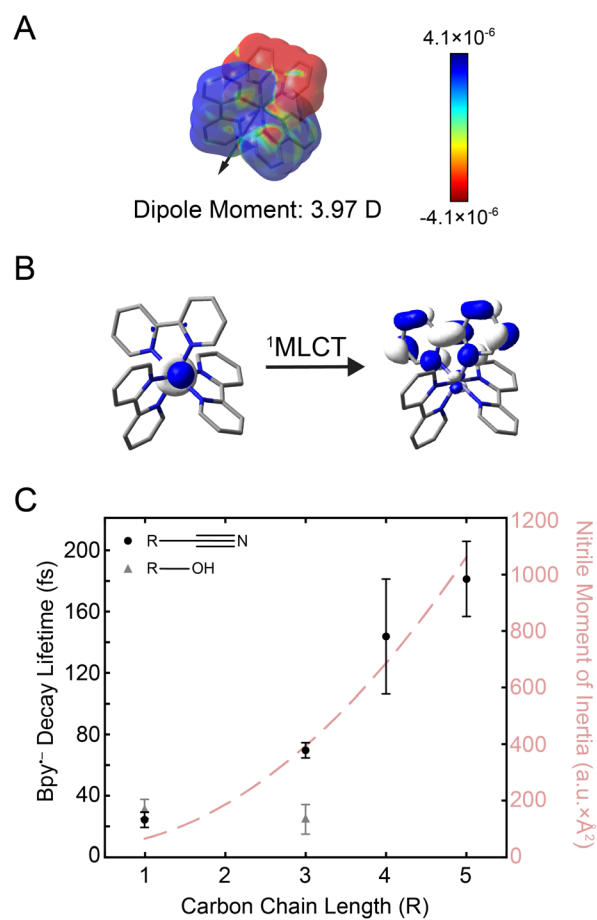 A
4.1×10⁻⁶
-4.1×10⁻⁶
Dipole Moment: 3.97 D
B
¹MLCT
C
R N
R OH
Bpy•– Decay Lifetime (fs)
200
160
120
80
40
0
1200
1000
800
600
400
200
0
Nitrile Moment of Inertia (a.u.×Å²)
1 2 3 4 5
Carbon Chain Length (R)